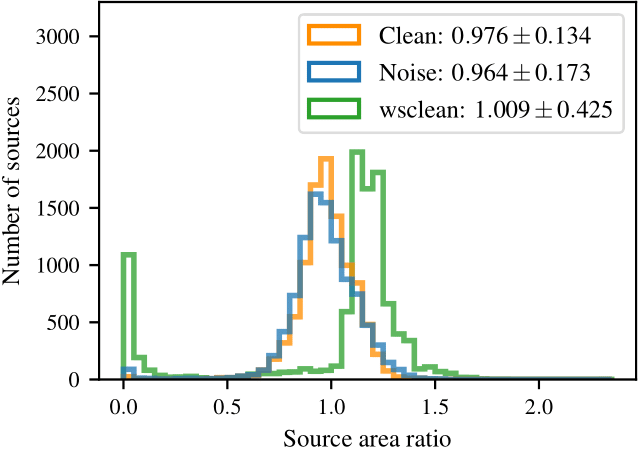 Clean: 0.976 ± 0.134
Noise: 0.964 ± 0.173
wsclean: 1.009 ± 0.425
Number of sources
3000
2500
2000
1500
1000
500
0
0.0 0.5 1.0 1.5 2.0
Source area ratio